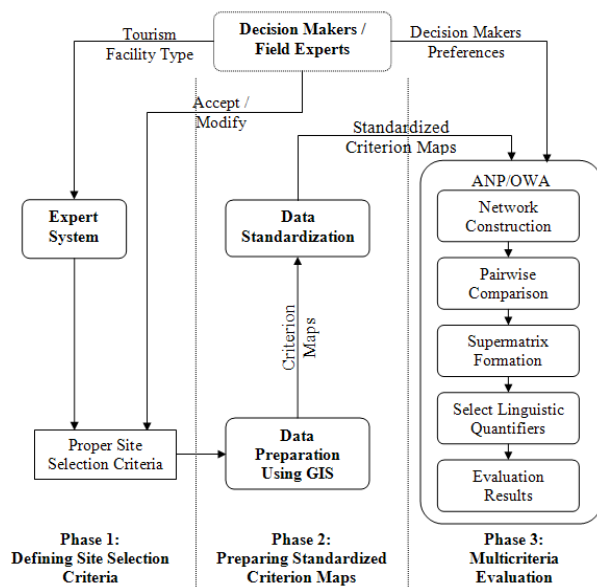 Decision Makers /
Field Experts
Tourism
Facility Type
Decision Makers
Preferences
Accept /
Modify
Standardized
Criterion Maps
ANP/OWA
Network
Construction
Expert
System
Data
Standardization
Pairwise
Comparison
Supermatrix
Formation
Criterion
Maps
Select Linguistic
Quantifiers
Proper Site
Selection Criteria
Data
Preparation
Using GIS
Evaluation
Results
Phase 1:
Defining Site Selection
Criteria
Phase 2:
Preparing Standardized
Criterion Maps
Phase 3:
Multicriteria
Evaluation